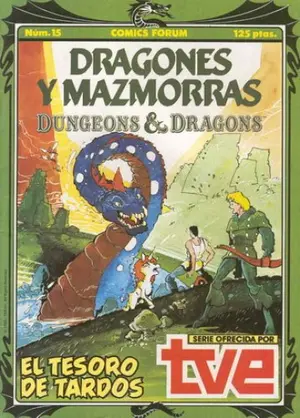 Núm. 15
COMICS FORUM
125 ptas.
DRAGONES
Y MAZMORRAS
DUNGEONS & DRAGONS
SERIE OFRECIDA POR
tve
EL TESORO
DE TARDOS